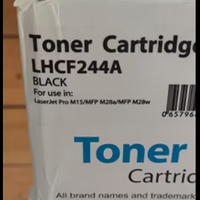 Toner Cartridge
LHCF244A
BLACK
For use in:
LaserJet Pro M15/MFP M28a/MFP M28w
Toner
Cartric
All brand names and trademark